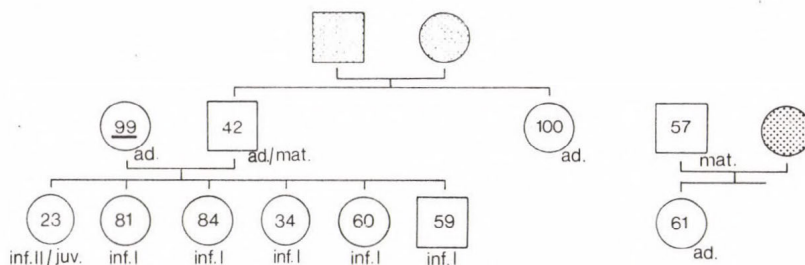 99 42 100 57
ad. ad./mat. ad. mat.
23 81 84 34 60 59 61
inf.II/juv. inf.I inf.I inf.I inf.I inf.I ad.